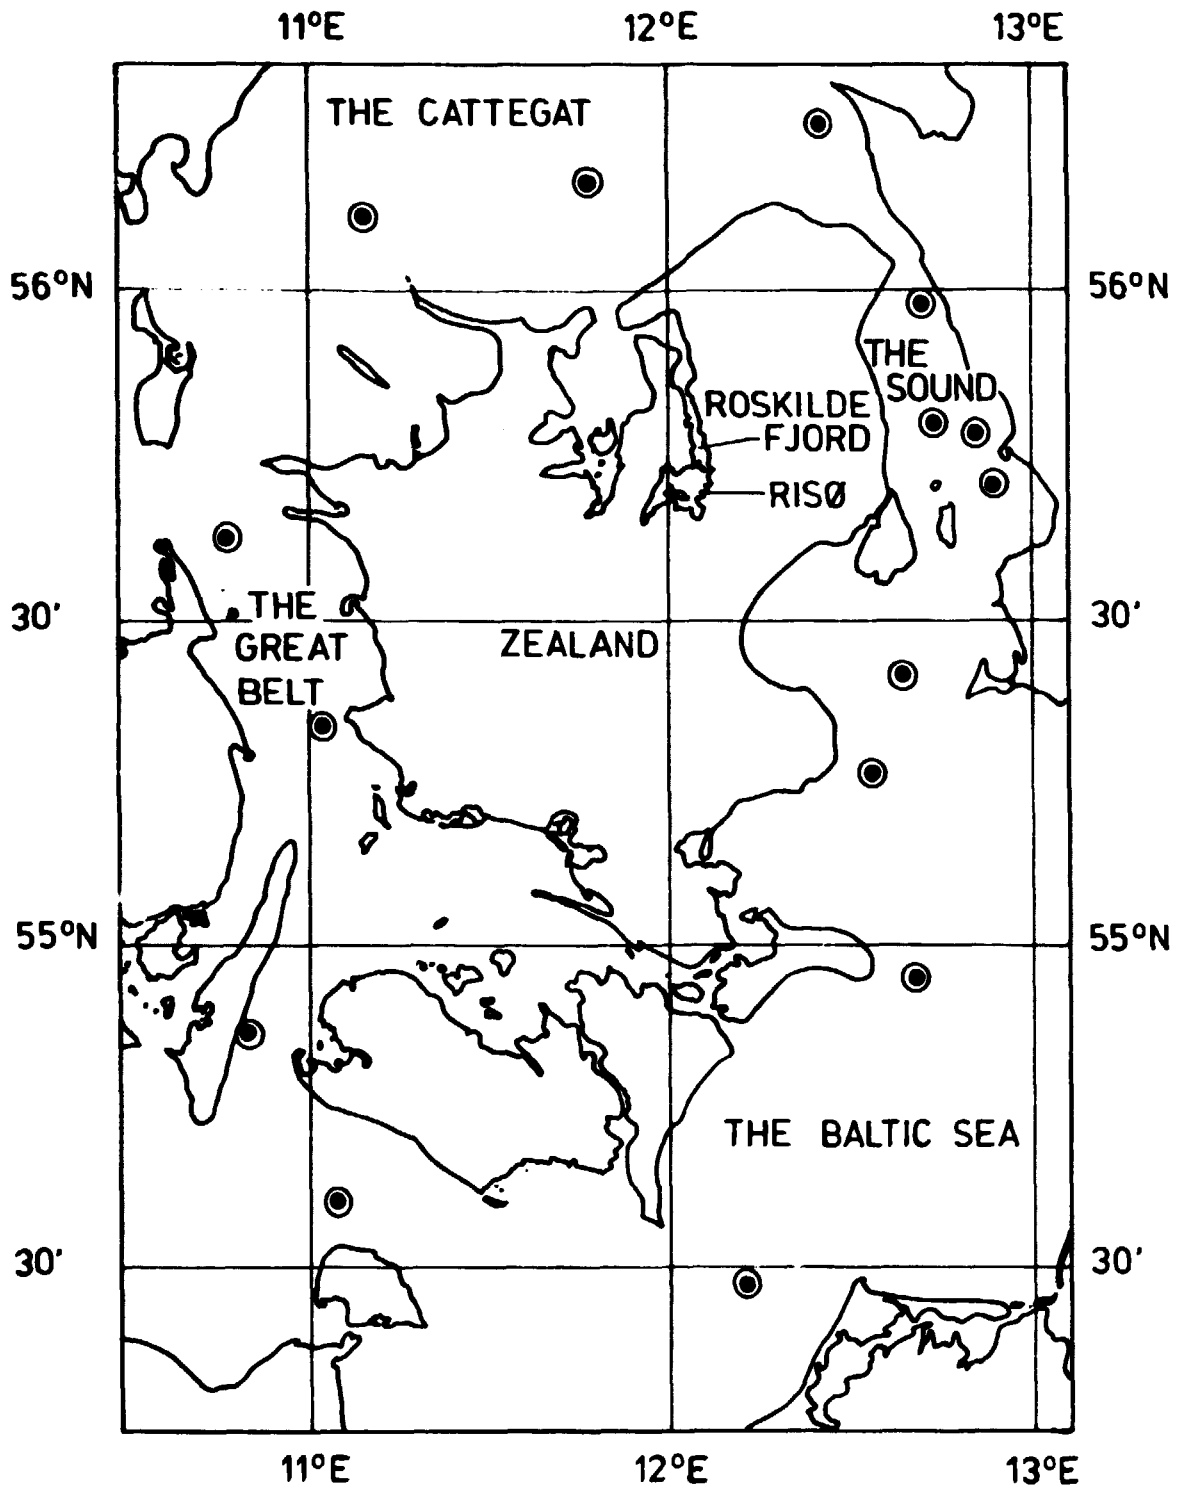 11°E 12°E 13°E
THE CATTEGAT
56°N 56°N
THE
SOUND
ROSKILDE
FJORD
RISØ
30' 30'
THE
GREAT
BELT
ZEALAND
55°N 55°N
THE BALTIC SEA
30' 30'
11°E 12°E 13°E